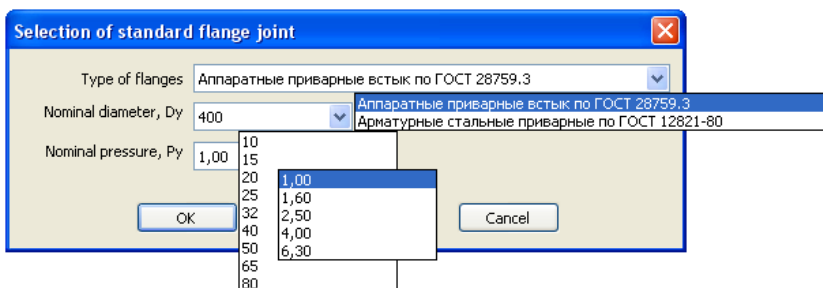 Selection of standard flange joint
Type of flanges Аппаратные приварные встык по ГОСТ 28759.3
Nominal diameter, Dy 400
Аппаратные приварные встык по ГОСТ 28759.3
Арматурные стальные приварные по ГОСТ 12821-80
Nominal pressure, Py 1,00
10
15
20
25
32
40
50
65
80
1,00
1,60
2,50
4,00
6,30
OK
Cancel